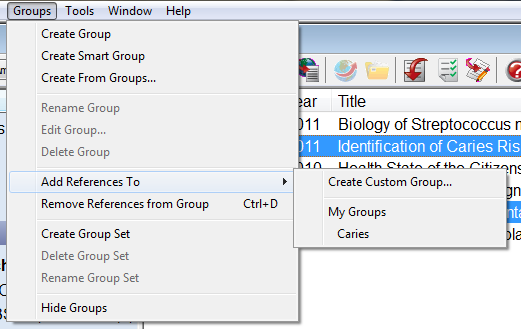 Groups Tools Window Help
Create Group
Create Smart Group
Create From Groups...
Rename Group
Edit Group...
Delete Group
Add References To
Remove References from Group Ctrl+D
Create Group Set
Delete Group Set
Rename Group Set
Hide Groups
Create Custom Group...
My Groups
Caries
Title
011 Biology of Streptococcus
011 Identification of Caries
Health State of the Citizens